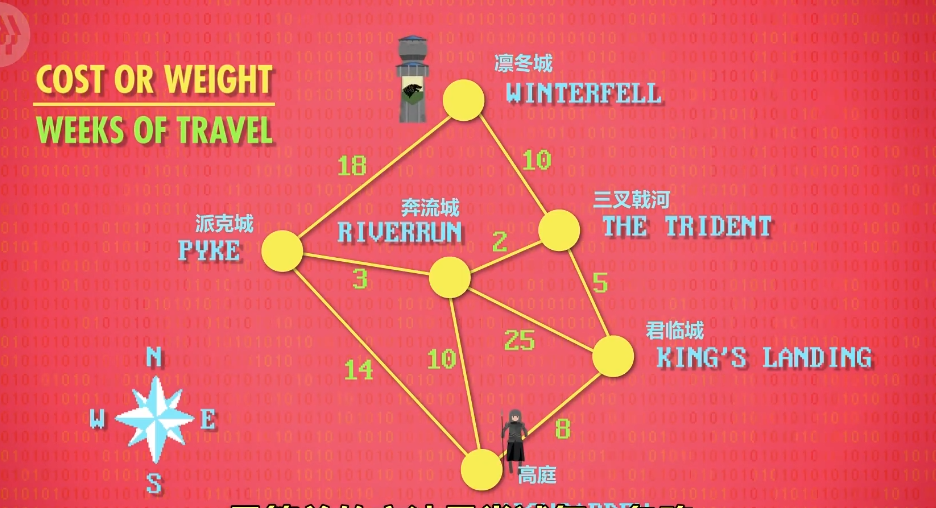 COST OR WEIGHT
WEEKS OF TRAVEL
凛冬城
WINTERFELL
18
10
三叉戟河
THE TRIDENT
奔流城
RIVERRUN
派克城
PYKE
2
3
5
25
君临城
KING'S LANDING
14
10
8
高庭
N
W
E
S